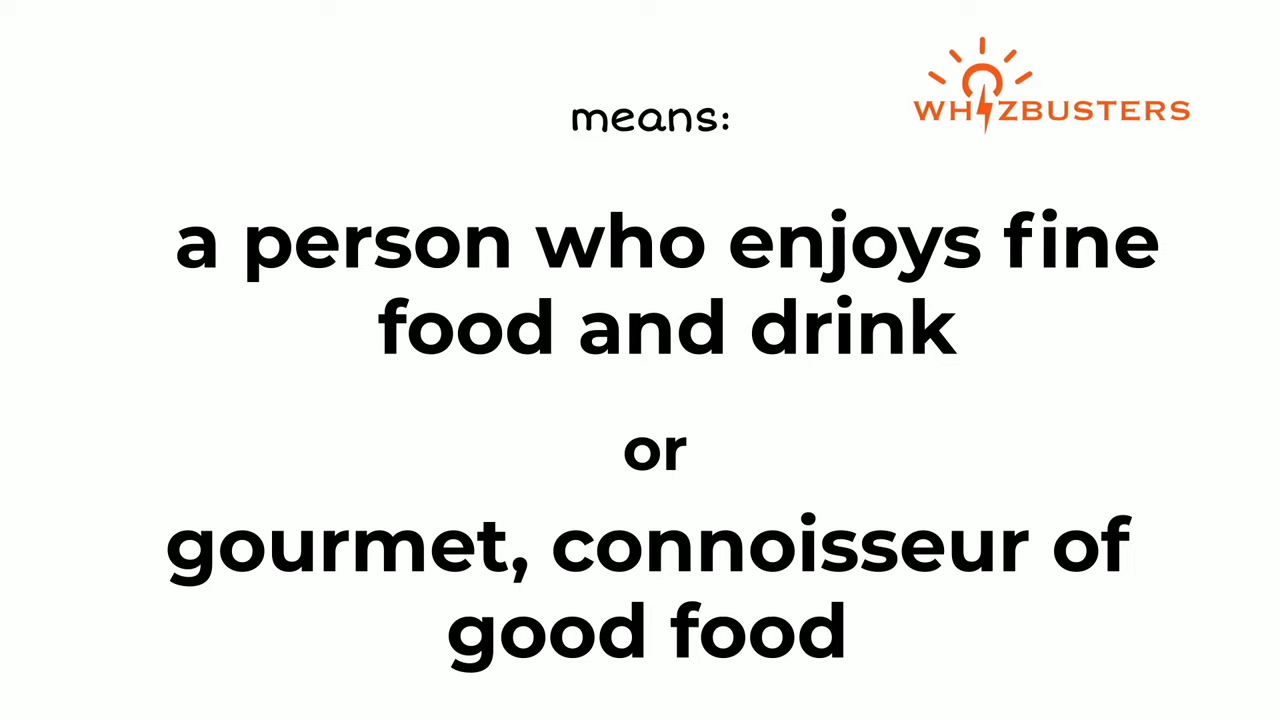 WHIZBUSTERS
means:
a person who enjoys fine
food and drink
or
gourmet, connoisseur of
good food